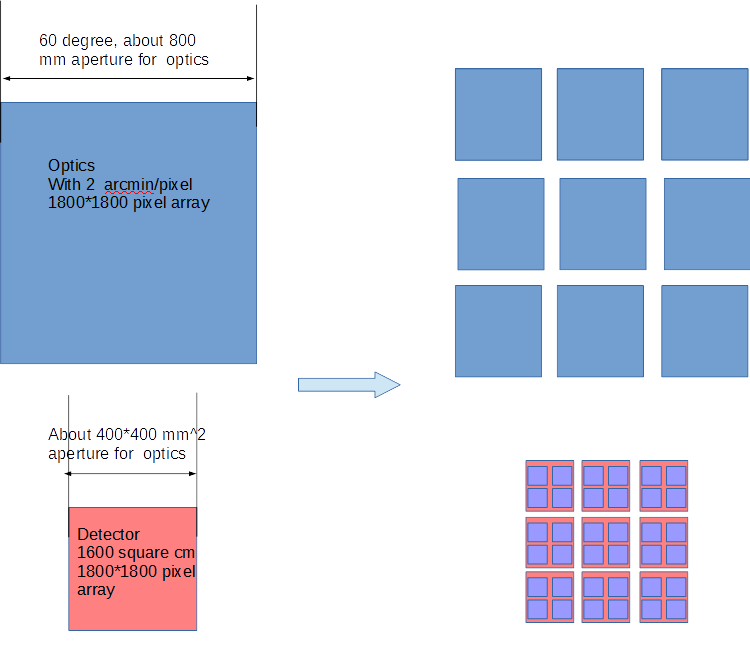 60 degree, about 800
mm aperture for optics
Optics
With 2 arcmin/pixel
1800*1800 pixel array
About 400*400 mm^2
aperture for optics
Detector
1600 square cm
1800*1800 pixel
array